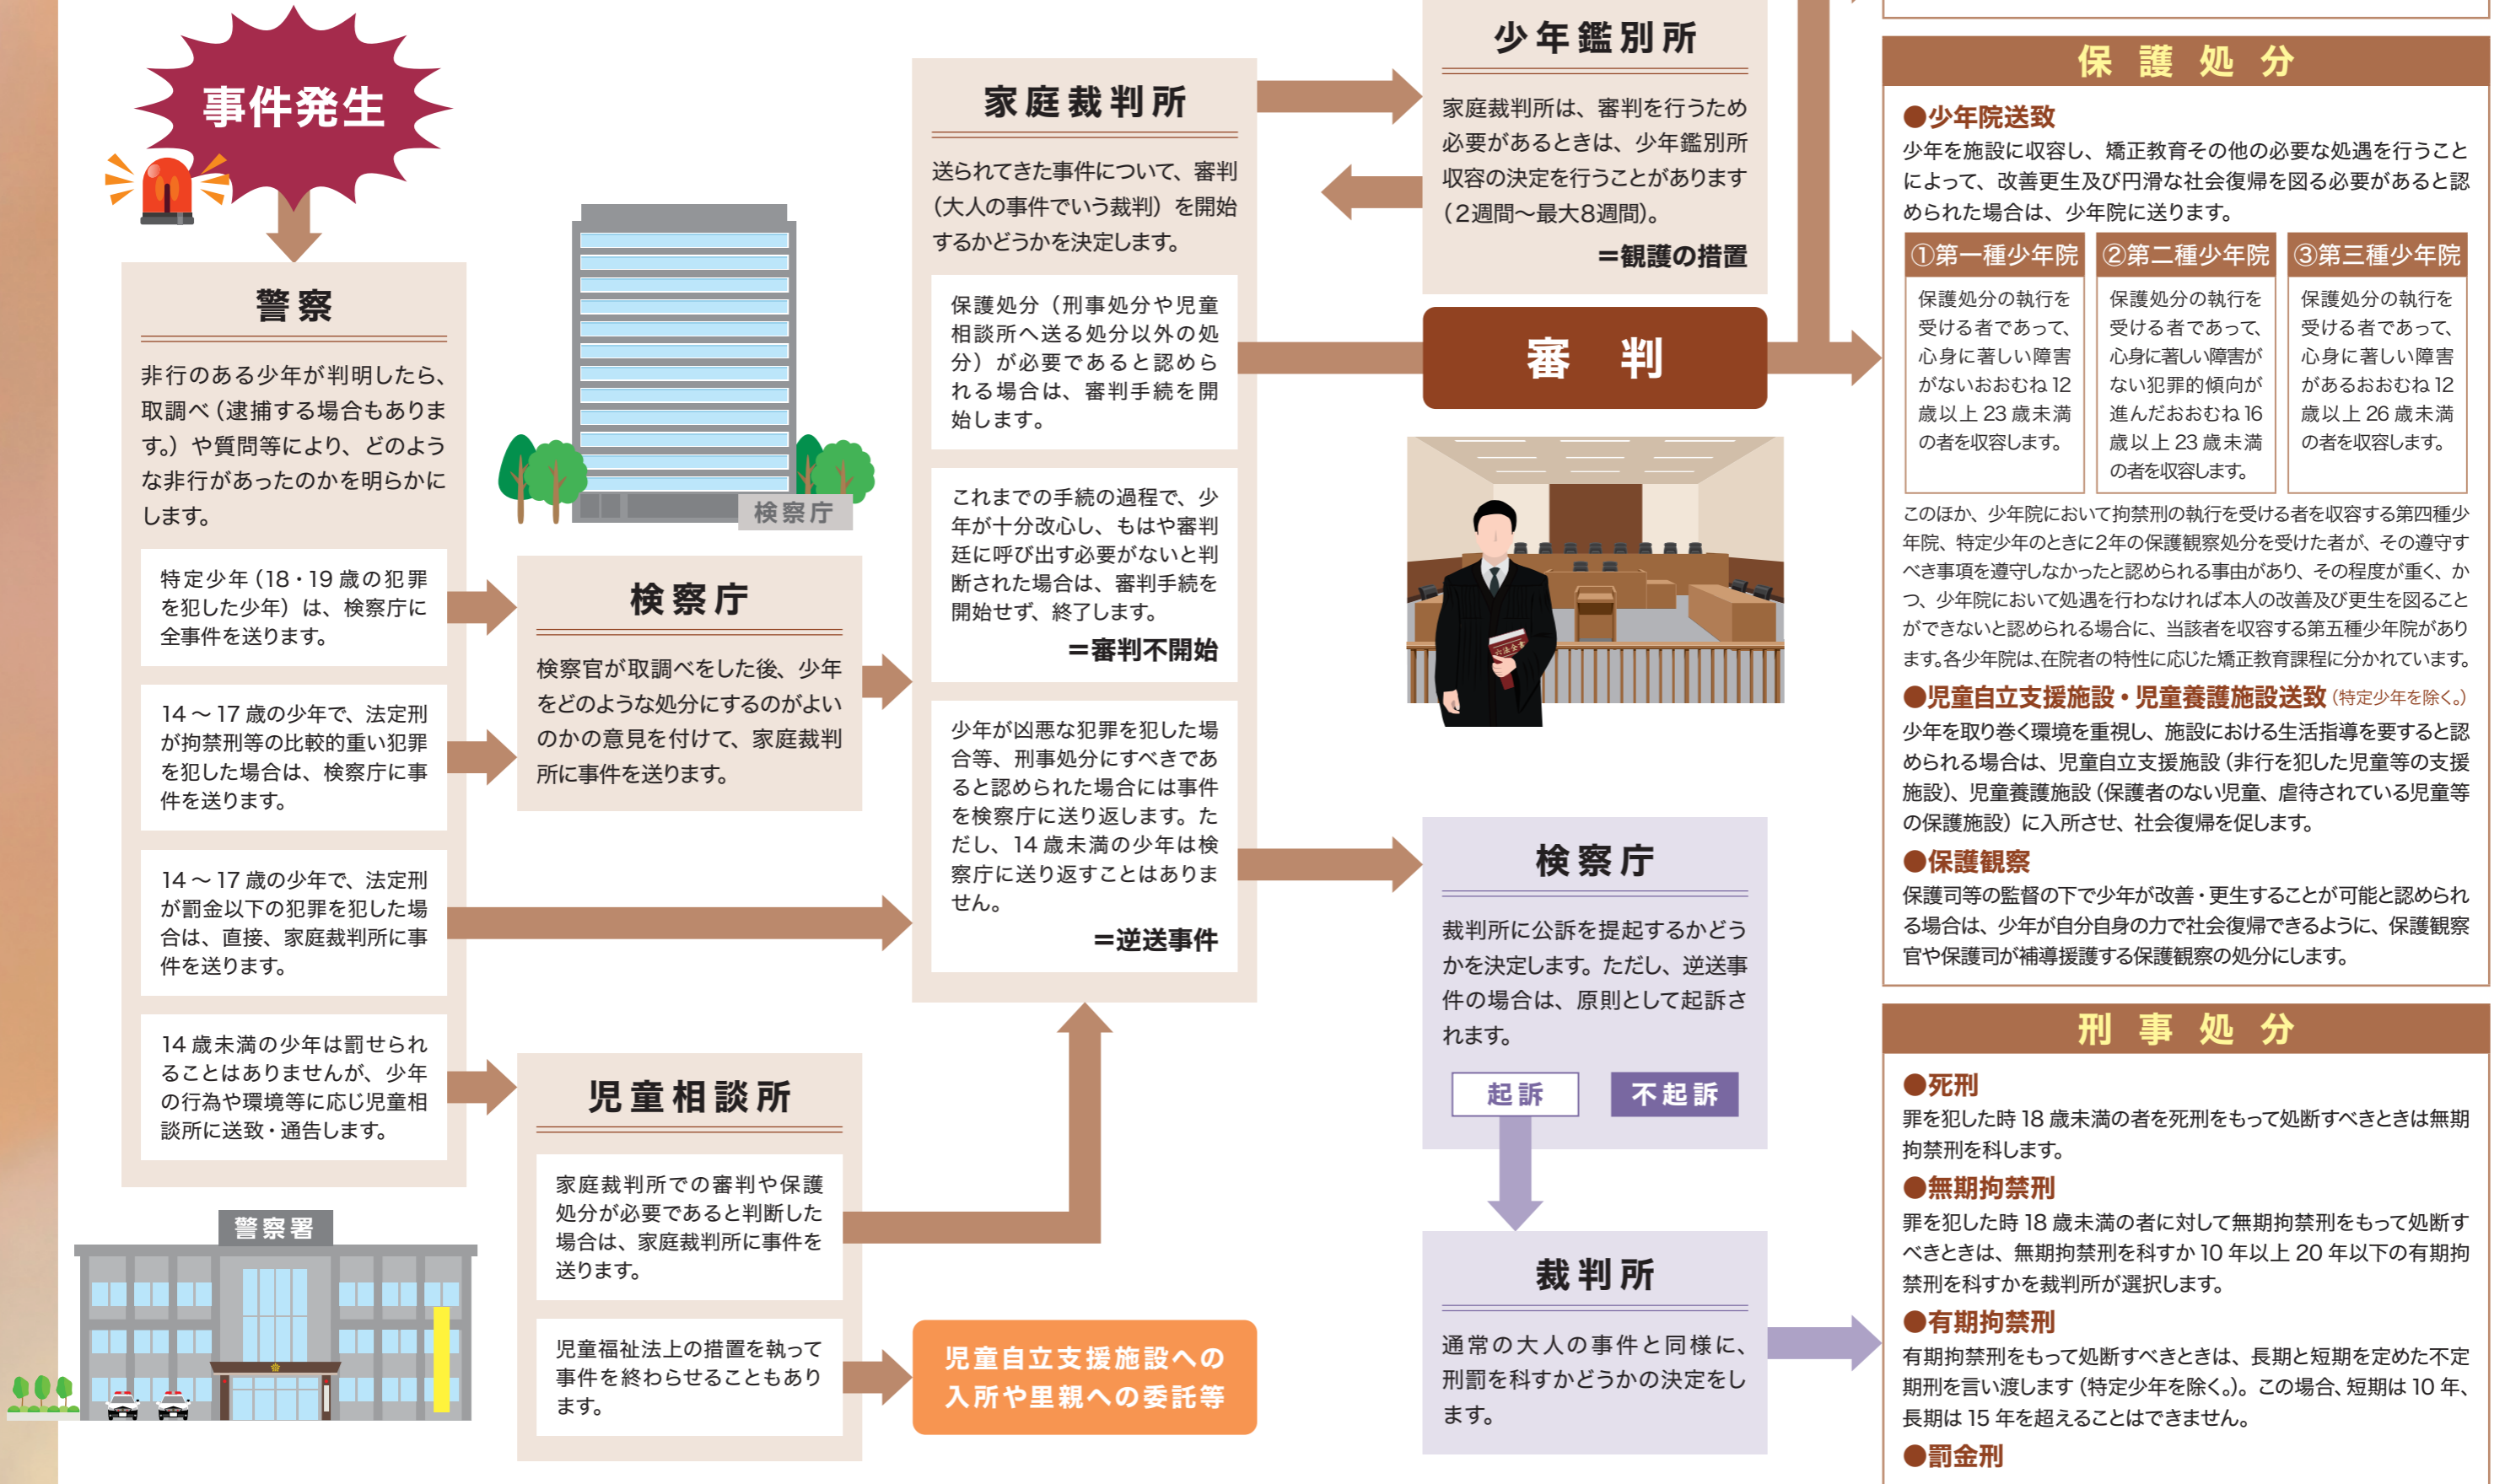 事件発生
警察
非行のある少年が判明したら、
取調べ（逮捕する場合もありま
す。）や質問等により、どのよう
な非行があったのかを明らかに
します。
特定少年（18・19歳の犯罪
を犯した少年）は、検察庁に
全事件を送ります。
14～17歳の少年で、法定刑
が拘禁刑等の比較的重い犯罪
を犯した場合は、検察庁に事
件を送ります。
14～17歳の少年で、法定刑
が罰金以下の犯罪を犯した場
合は、直接、家庭裁判所に事
件を送ります。
14歳未満の少年は罰せられ
ることはありませんが、少年
の行為や環境等に応じ児童相
談所に送致・通告します。
警察署
検察庁
検察庁
検察官が取調べをした後、少年
をどのような処分にするのがよい
のかの意見を付けて、家庭裁判
所に事件を送ります。
児童相談所
家庭裁判所での審判や保護
処分が必要であると判断した
場合は、家庭裁判所に事件を
送ります。
児童福祉法上の措置を執って
事件を終わらせることもあり
ます。
児童自立支援施設への
入所や里親への委託等
家庭裁判所
送られてきた事件について、審判
（大人の事件でいう裁判）を開始
するかどうかを決定します。
保護処分（刑事処分や児童
相談所へ送る処分以外の処
分）が必要であると認めら
れる場合は、審判手続を開
始します。
これまでの手続の過程で、少
年が十分改心し、もはや審判
廷に呼び出す必要がないと判
断された場合は、審判手続を
開始せず、終了します。
＝審判不開始
少年が凶悪な犯罪を犯した場
合等、刑事処分にすべきであ
ると認められた場合には事件
を検察庁に送り返します。た
だし、14歳未満の少年は検
察庁に送り返すことはありま
せん。
＝逆送事件
少年鑑別所
家庭裁判所は、審判を行うため
必要があるときは、少年鑑別所
収容の決定を行うことがあります
（2週間～最大8週間）。
＝観護の措置
審判
六法全書
検察庁
裁判所に公訴を提起するかどう
かを決定します。ただし、逆送事
件の場合は、原則として起訴さ
れます。
起訴
不起訴
裁判所
通常の大人の事件と同様に、
刑罰を科すかどうかの決定をし
ます。
保護処分
●少年院送致
少年を施設に収容し、矯正教育その他の必要な処遇を行うこと
によって、改善更生及び円滑な社会復帰を図る必要があると認
められた場合は、少年院に送ります。
①第一種少年院
保護処分の執行を
受ける者であって、
心身に著しい障害
がないおおむね12
歳以上23歳未満
の者を収容します。
②第二種少年院
保護処分の執行を
受ける者であって、
心身に著しい障害が
ない犯罪的傾向が
進んだおおむね16
歳以上23歳未満
の者を収容します。
③第三種少年院
保護処分の執行を
受ける者であって、
心身に著しい障害
があるおおむね12
歳以上26歳未満
の者を収容します。
このほか、少年院において拘禁刑の執行を受ける者を収容する第四種少
年院、特定少年のときに2年の保護観察処分を受けた者が、その遵守す
べき事項を遵守しなかったと認められる事由があり、その程度が重く、か
つ、少年院において処遇を行わなければ本人の改善及び更生を図ること
ができないと認められる場合に、当該者を収容する第五種少年院があり
ます。各少年院は、在院者の特性に応じた矯正教育課程に分かれています。
●児童自立支援施設・児童養護施設送致（特定少年を除く。）
少年を取り巻く環境を重視し、施設における生活指導を要すると認
められる場合は、児童自立支援施設（非行を犯した児童等の支援
施設）、児童養護施設（保護者のない児童、虐待されている児童等
の保護施設）に入所させ、社会復帰を促します。
●保護観察
保護司等の監督の下で少年が改善・更生することが可能と認められ
る場合は、少年が自分自身の力で社会復帰できるように、保護観察
官や保護司が補導援護する保護観察の処分にします。
刑事処分
●死刑
罪を犯した時18歳未満の者を死刑をもって処断すべきときは無期
拘禁刑を科します。
●無期拘禁刑
罪を犯した時18歳未満の者に対して無期拘禁刑をもって処断す
べきときは、無期拘禁刑を科すか10年以上20年以下の有期拘
禁刑を科すかを裁判所が選択します。
●有期拘禁刑
有期拘禁刑をもって処断すべきときは、長期と短期を定めた不定
期刑を言い渡します（特定少年を除く。）。この場合、短期は10年、
長期は15年を超えることはできません。
●罰金刑